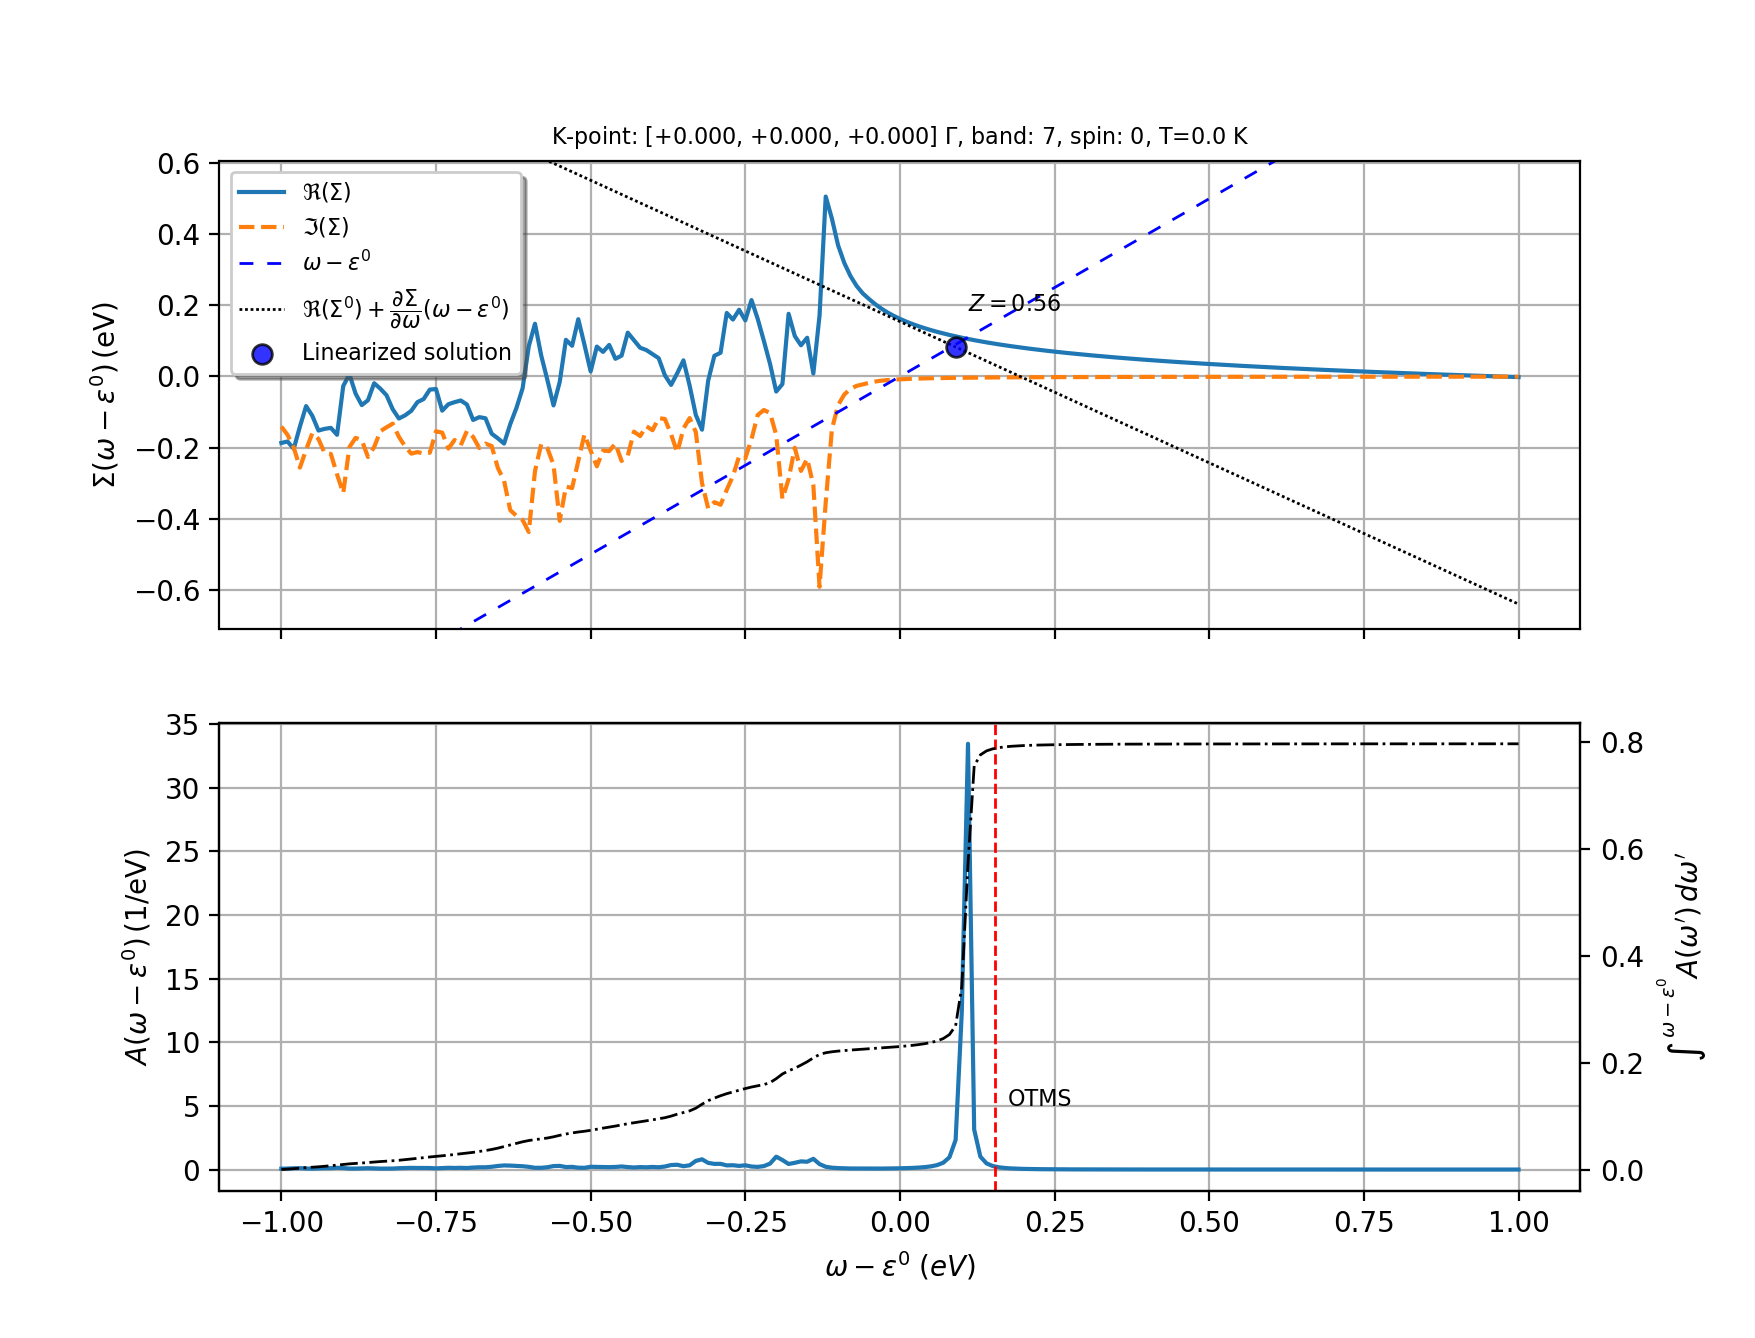 K-point: [+0.000, +0.000, +0.000] Γ, band: 7, spin: 0, T=0.0 K
Σ(ω − ε⁰) (eV)
0.6
0.4
0.2
0.0
−0.2
−0.4
−0.6
ℜ(Σ)
ℑ(Σ)
ω − ε⁰
ℜ(Σ⁰) + ∂Σ/∂ω (ω − ε⁰)
Linearized solution
Z = 0.56
A(ω − ε⁰) (1/eV)
35
30
25
20
15
10
5
0
OTMS
0.8
0.6
0.4
0.2
0.0
∫^{ω − ε⁰} A(ω′) dω′
−1.00 −0.75 −0.50 −0.25 0.00 0.25 0.50 0.75 1.00
ω − ε⁰ (eV)